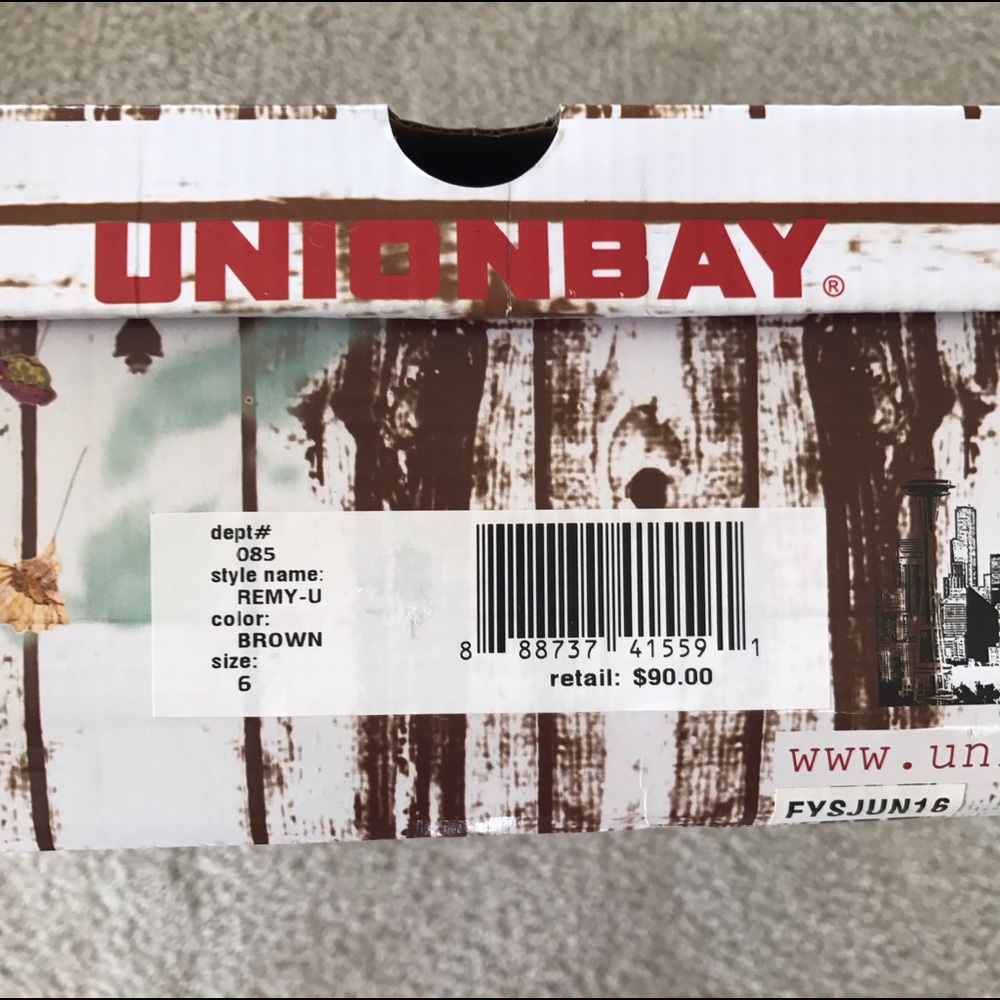 UNIONBAY®
dept#
085
style name:
REMY-U
color:
BROWN
size:
6
8 88737 41559 1
retail: $90.00
www.un
FYSJUN16